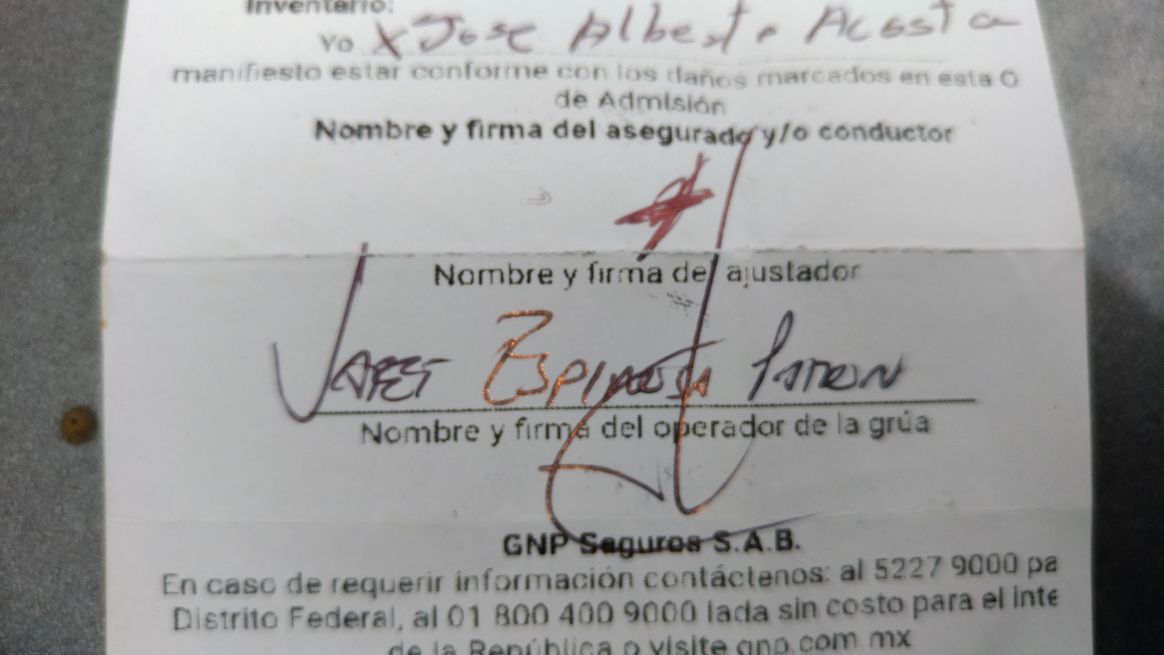 Inventario:
Yo X Jose Alberto Acosta
manifiesto estar conforme con los daños marcados en esta O
de Admisión
Nombre y firma del asegurado y/o conductor
Nombre y firma del ajustador
JAFET ESPINOSA PATRON
Nombre y firma del operador de la grúa
GNP Seguros S.A.B.
En caso de requerir información contáctenos: al 5227 9000 pa
Distrito Federal, al 01 800 400 9000 lada sin costo para el inte
de la República o visite gnp.com.mx